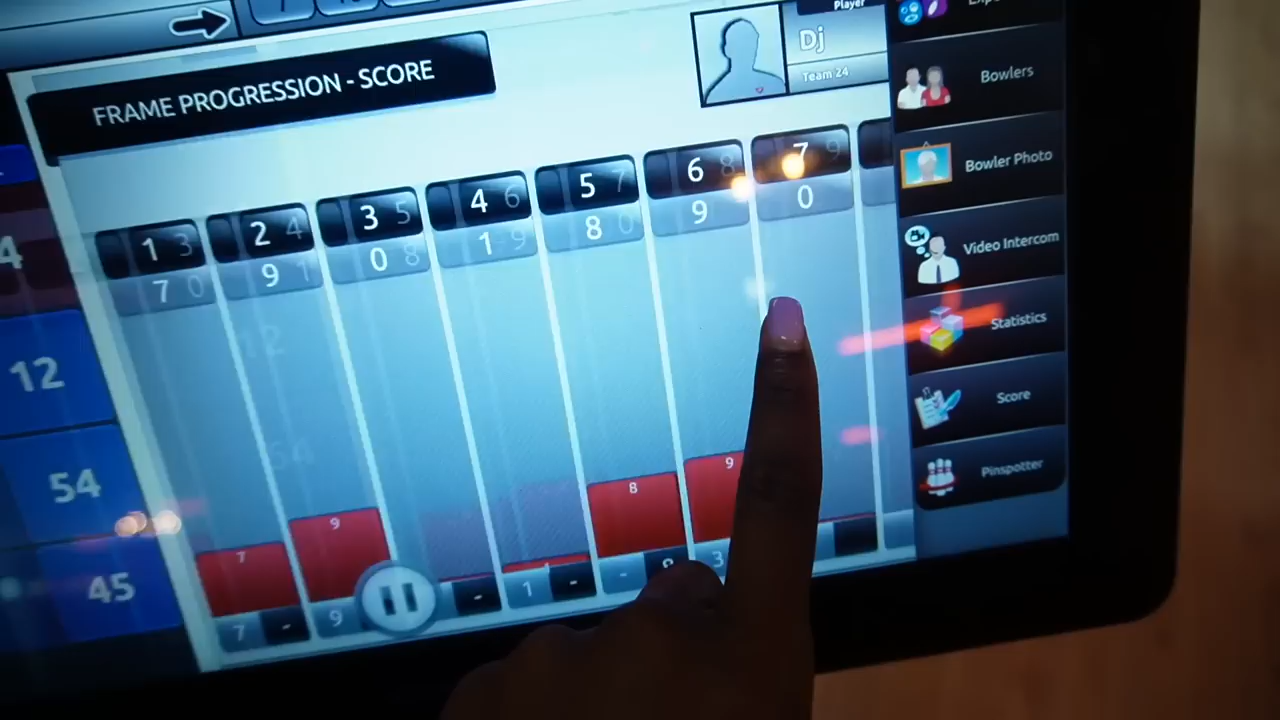 FRAME PROGRESSION - SCORE
Player
Dj
Team 24
1 2 3 4 5 6 7
7 9 0 1 8 9 0
12
54
45
7 9 8 9
7 - 9 - 1 - - 3
Bowlers
Bowler Photo
Video Intercom
Statistics
Score
Pinspotter